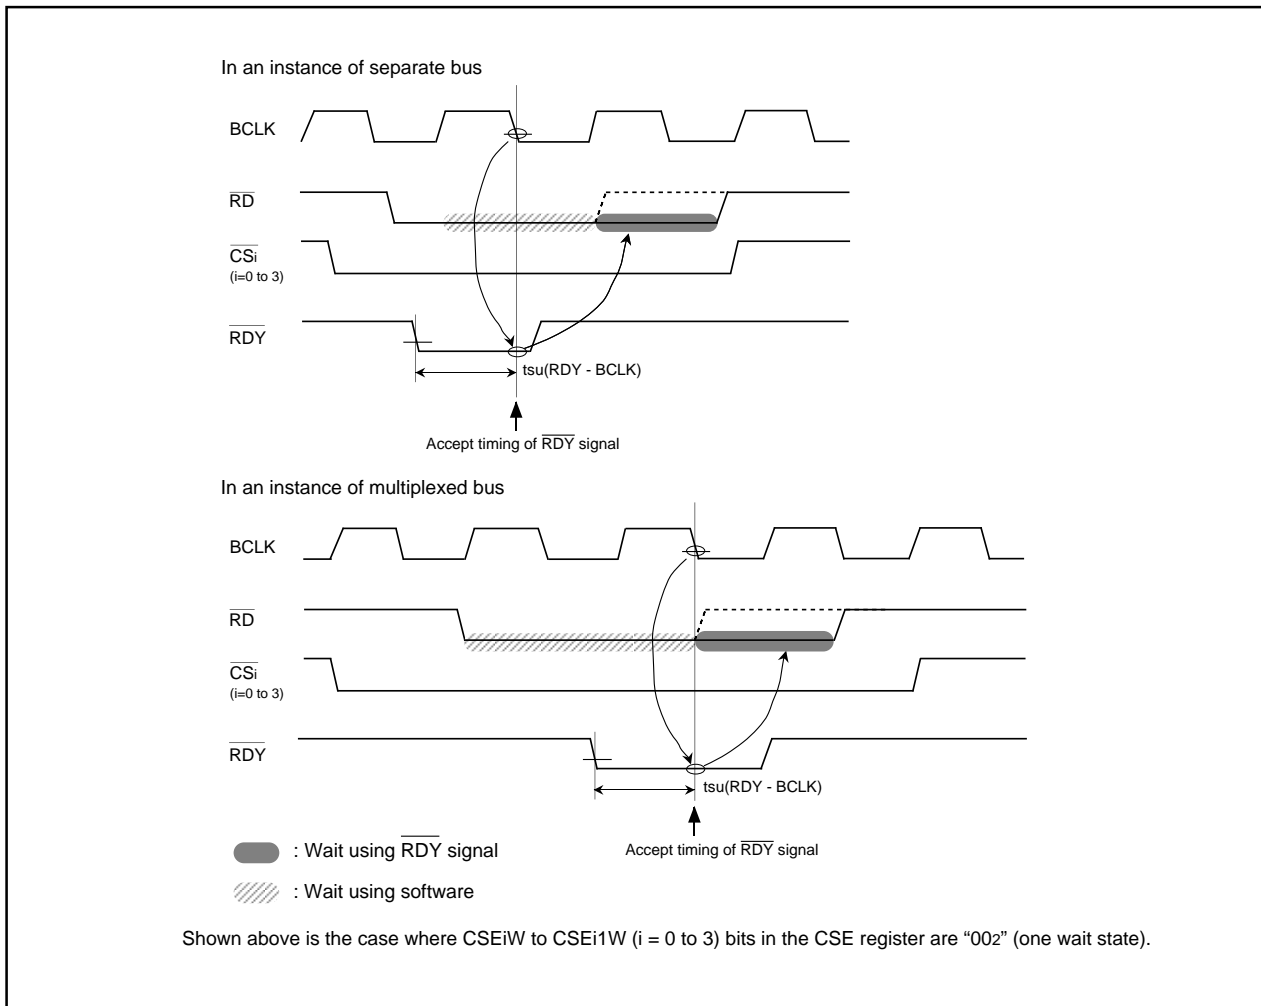 In an instance of separate bus
BCLK
RD
CSi
(i=0 to 3)
RDY
tsu(RDY - BCLK)
Accept timing of RDY signal
In an instance of multiplexed bus
BCLK
RD
CSi
(i=0 to 3)
RDY
tsu(RDY - BCLK)
Accept timing of RDY signal
: Wait using RDY signal
: Wait using software
Shown above is the case where CSEiW to CSEi1W (i = 0 to 3) bits in the CSE register are “002” (one wait state).